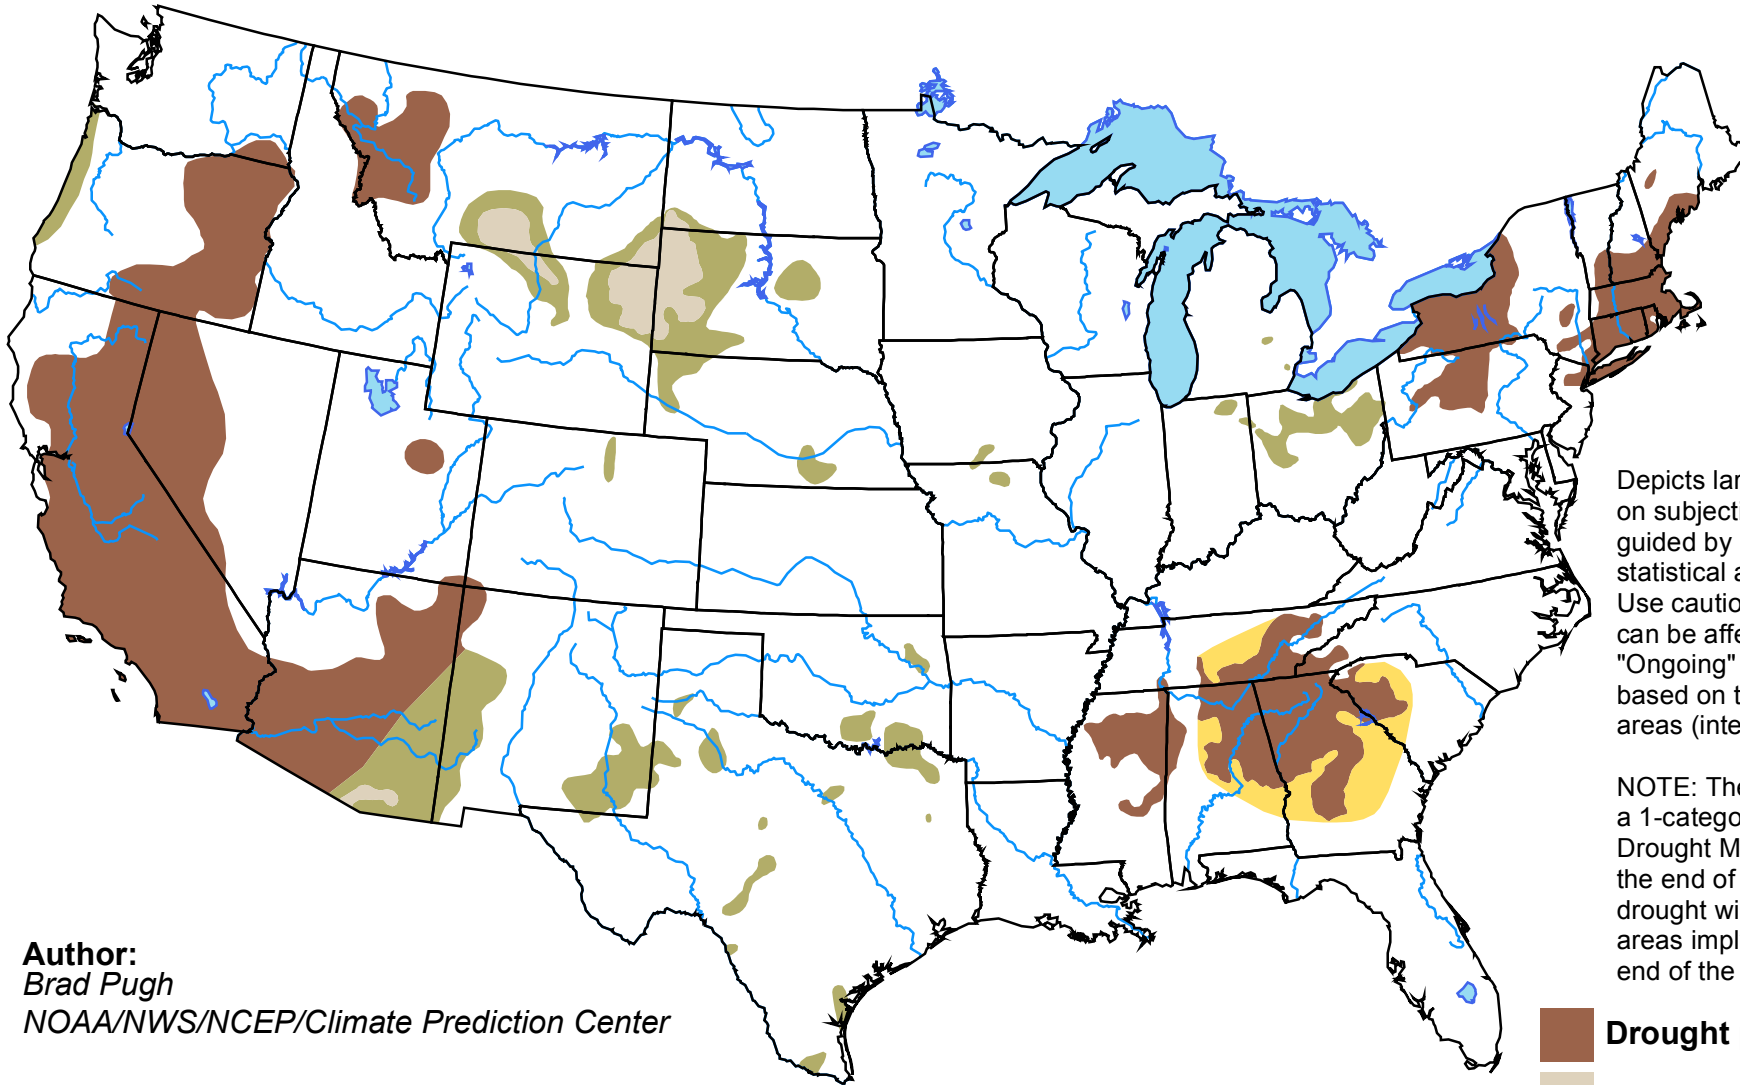 Depicts lar
on subjecti
guided by
statistical a
Use cautio
can be affe
"Ongoing"
based on t
areas (inte
NOTE: The
a 1-catego
Drought M
the end of
drought wi
areas impl
end of the
Author:
Brad Pugh
NOAA/NWS/NCEP/Climate Prediction Center
Drought